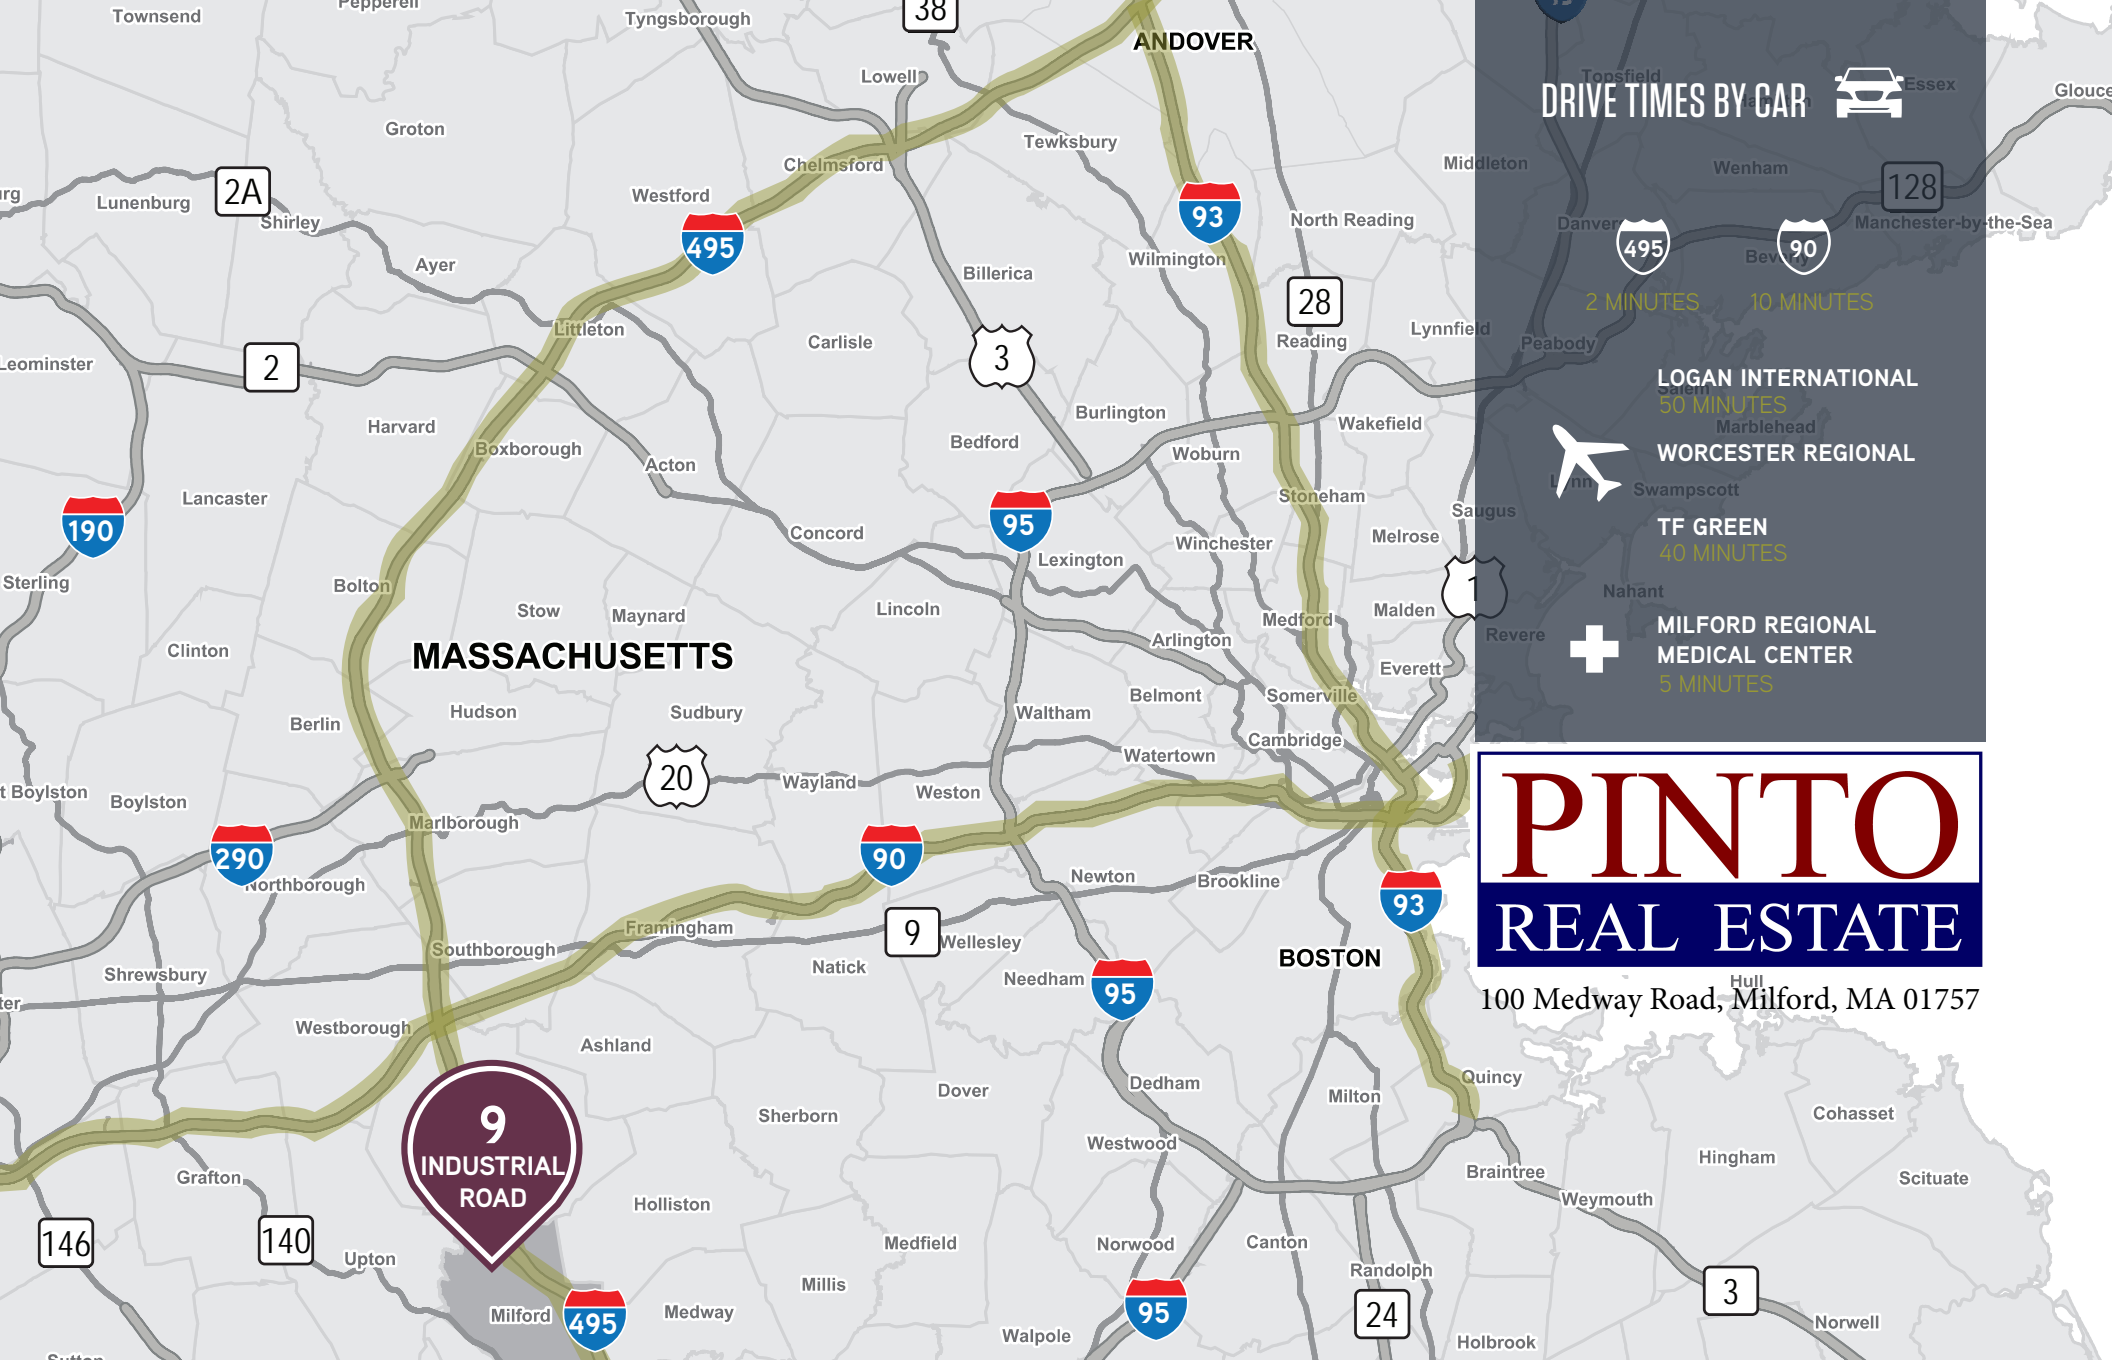 Townsend
Pepperell
Tyngsborough
38
ANDOVER
Lowell
Groton
Tewksbury
Chelmsford
2A
Lunenburg
Shirley
Westford
495
93
North Reading
Middleton
Ayer
Billerica
Wilmington
28
Littleton
Carlisle
3
Reading
Lynnfield
Leominster
2
Harvard
Boxborough
Acton
Bedford
Burlington
Woburn
Wakefield
Lancaster
190
Concord
95
Stoneham
Saugus
Winchester
Melrose
Lexington
Sterling
Bolton
Stow
Maynard
Lincoln
Medford
Malden
1
Arlington
Revere
Clinton
MASSACHUSETTS
Everett
Belmont
Somerville
Berlin
Hudson
Sudbury
Waltham
Cambridge
Watertown
20
Wayland
Weston
t Boylston
Boylston
Marlborough
290
90
Northborough
Newton
Brookline
93
9
Framingham
Southborough
Wellesley
Natick
Needham
BOSTON
95
Shrewsbury
Westborough
Ashland
Dover
Dedham
Milton
Quincy
Sherborn
Westwood
Cohasset
Hingham
Scituate
Braintree
Weymouth
Grafton
9
INDUSTRIAL
ROAD
Holliston
146
140
Upton
Medfield
Norwood
Canton
Randolph
Millis
Milford
495
Medway
95
24
3
Walpole
Holbrook
Norwell
DRIVE TIMES BY CAR
Topsfield
Essex
Wenham
128
Manchester-by-the-Sea
Beverly
Peabody
Salem
Marblehead
Lynn
Swampscott
Nahant
495
90
2 MINUTES
10 MINUTES
LOGAN INTERNATIONAL
50 MINUTES
WORCESTER REGIONAL
TF GREEN
40 MINUTES
MILFORD REGIONAL
MEDICAL CENTER
5 MINUTES
PINTO
REAL ESTATE
Hull
100 Medway Road, Milford, MA 01757